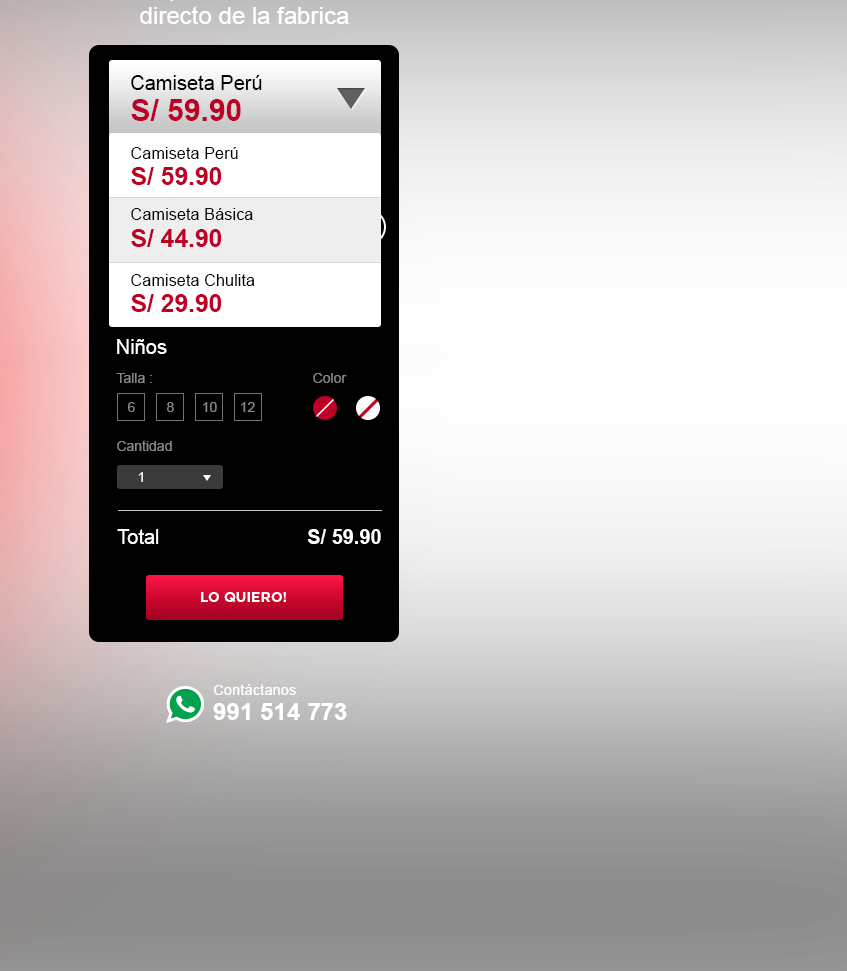 directo de la fabrica
Camiseta Perú
S/ 59.90
Camiseta Perú
S/ 59.90
Camiseta Básica
S/ 44.90
Camiseta Chulita
S/ 29.90
Niños
Talla : Color
6 8 10 12
Cantidad
1
Total S/ 59.90
LO QUIERO!
Contáctanos
991 514 773